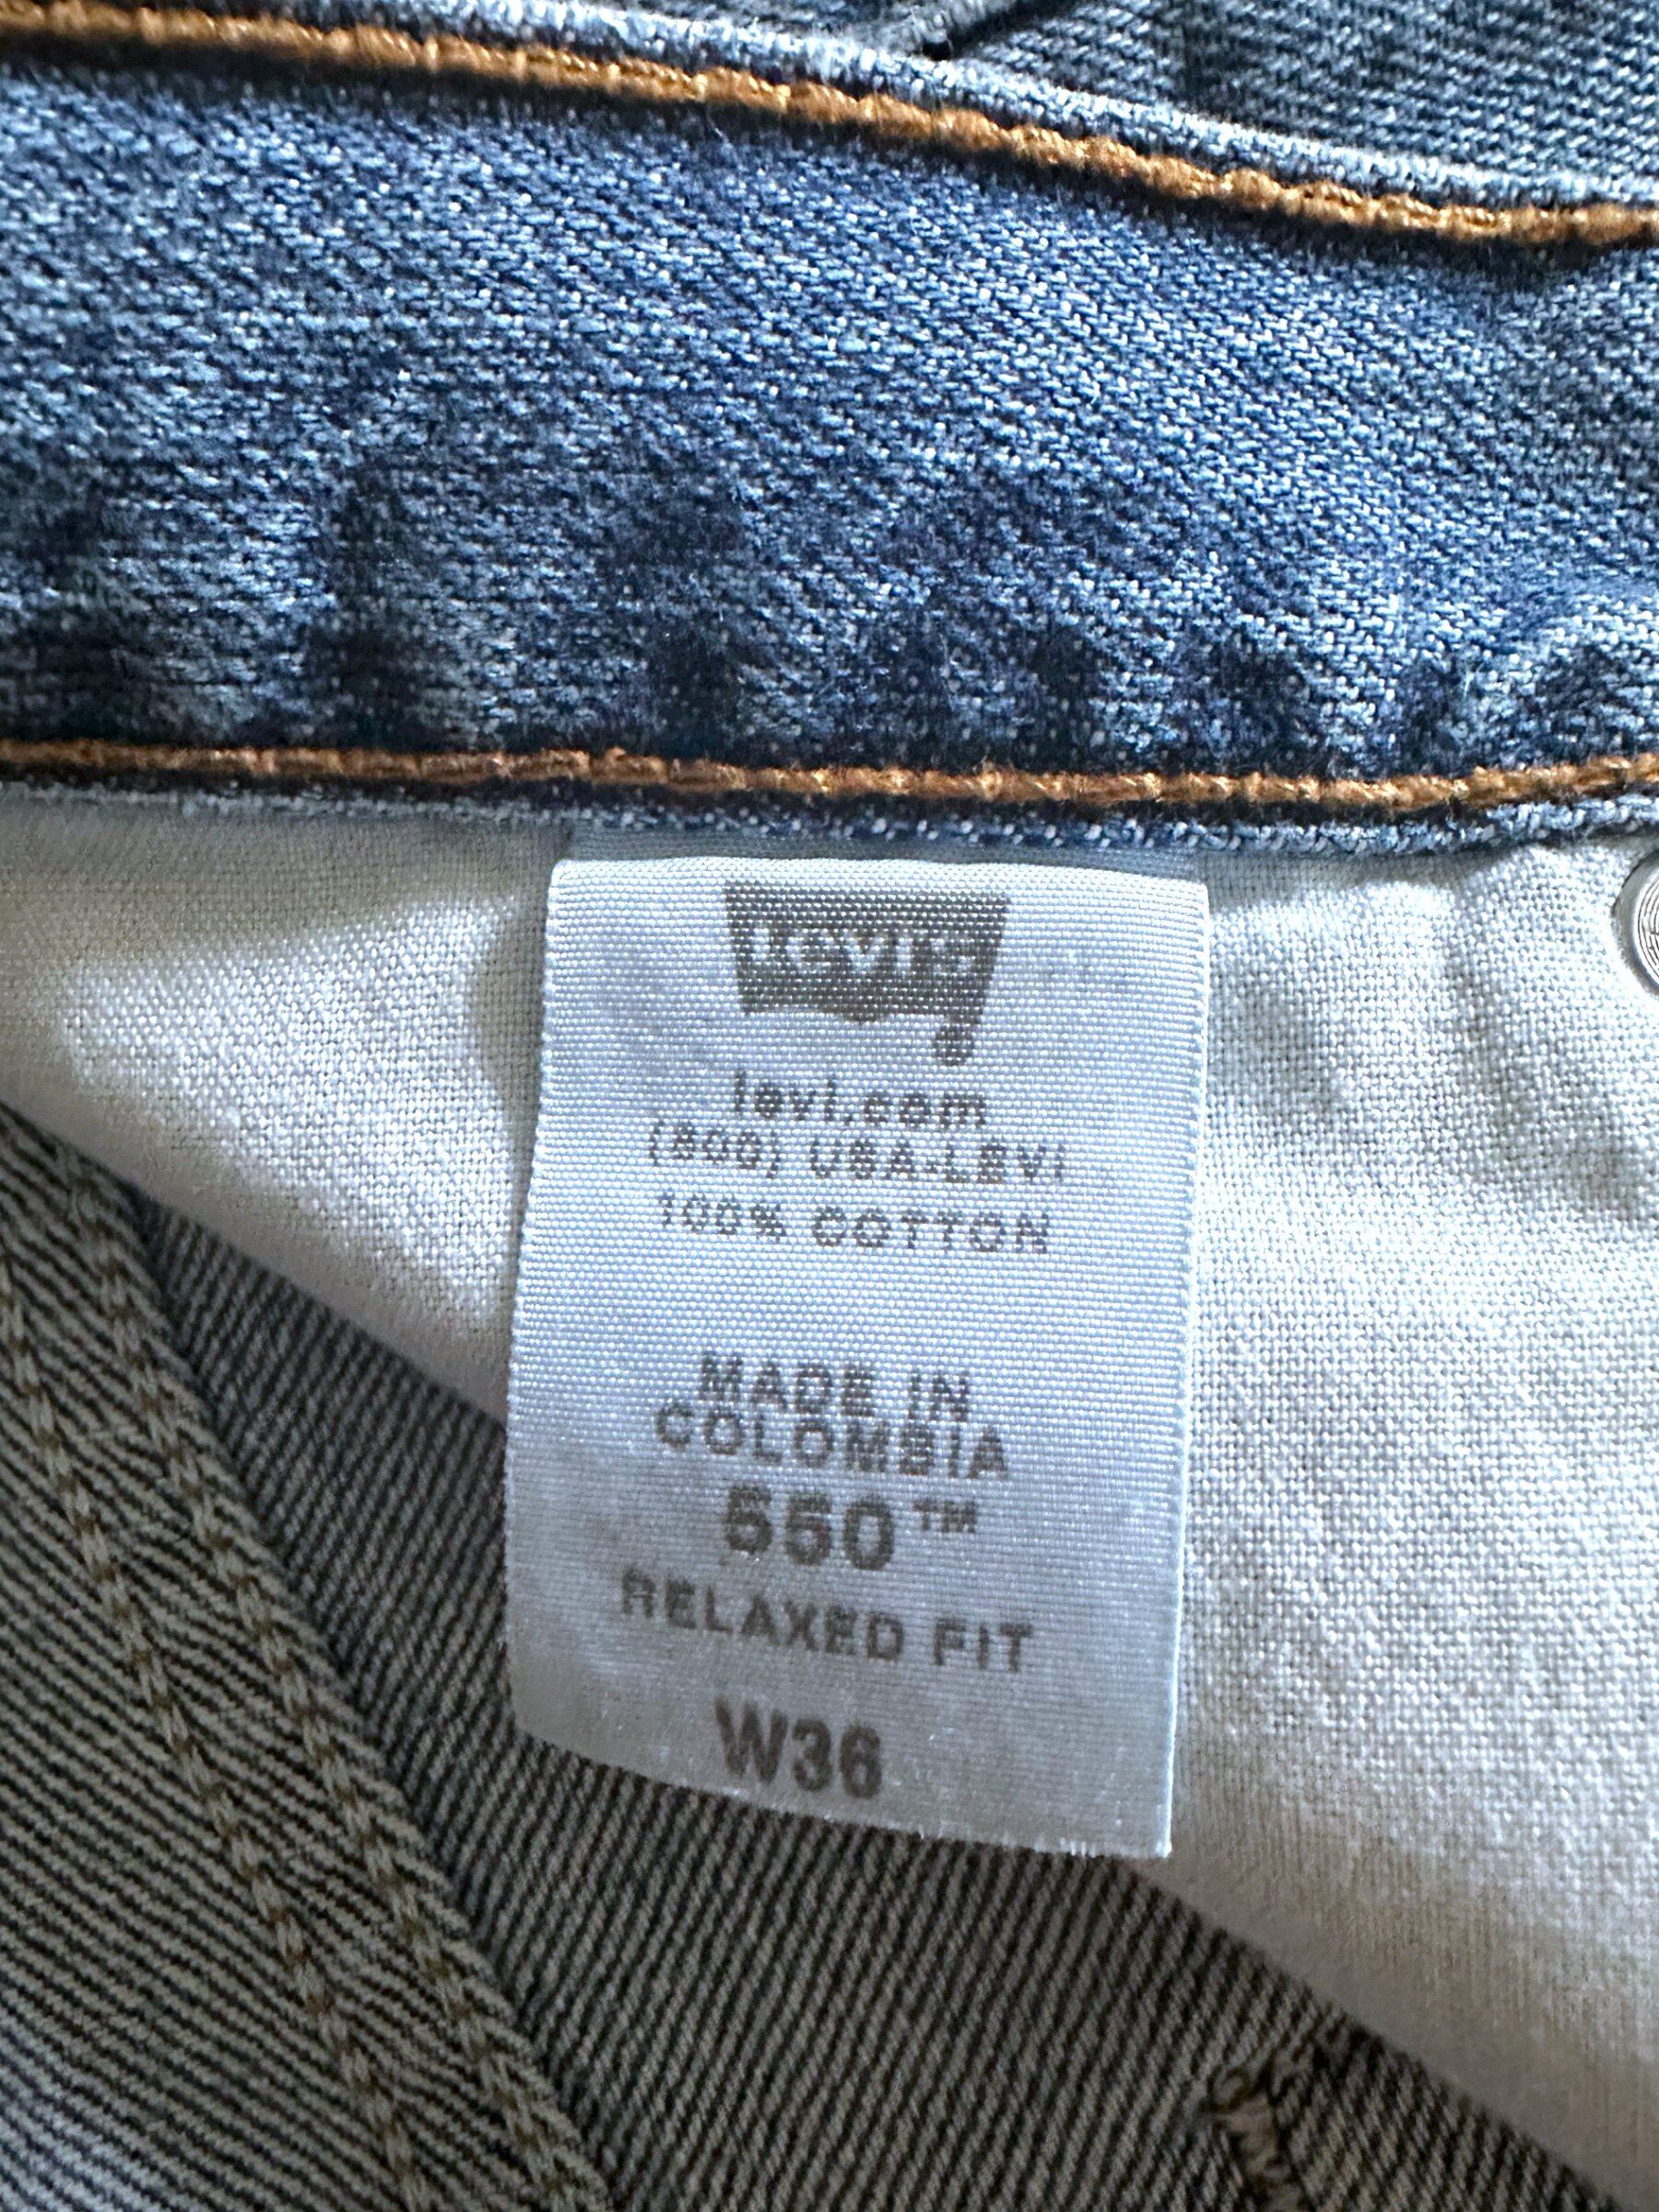 Levi's
levi.com
(800) USA-LEVI
100% COTTON
MADE IN
COLOMBIA
550™
RELAXED FIT
W36